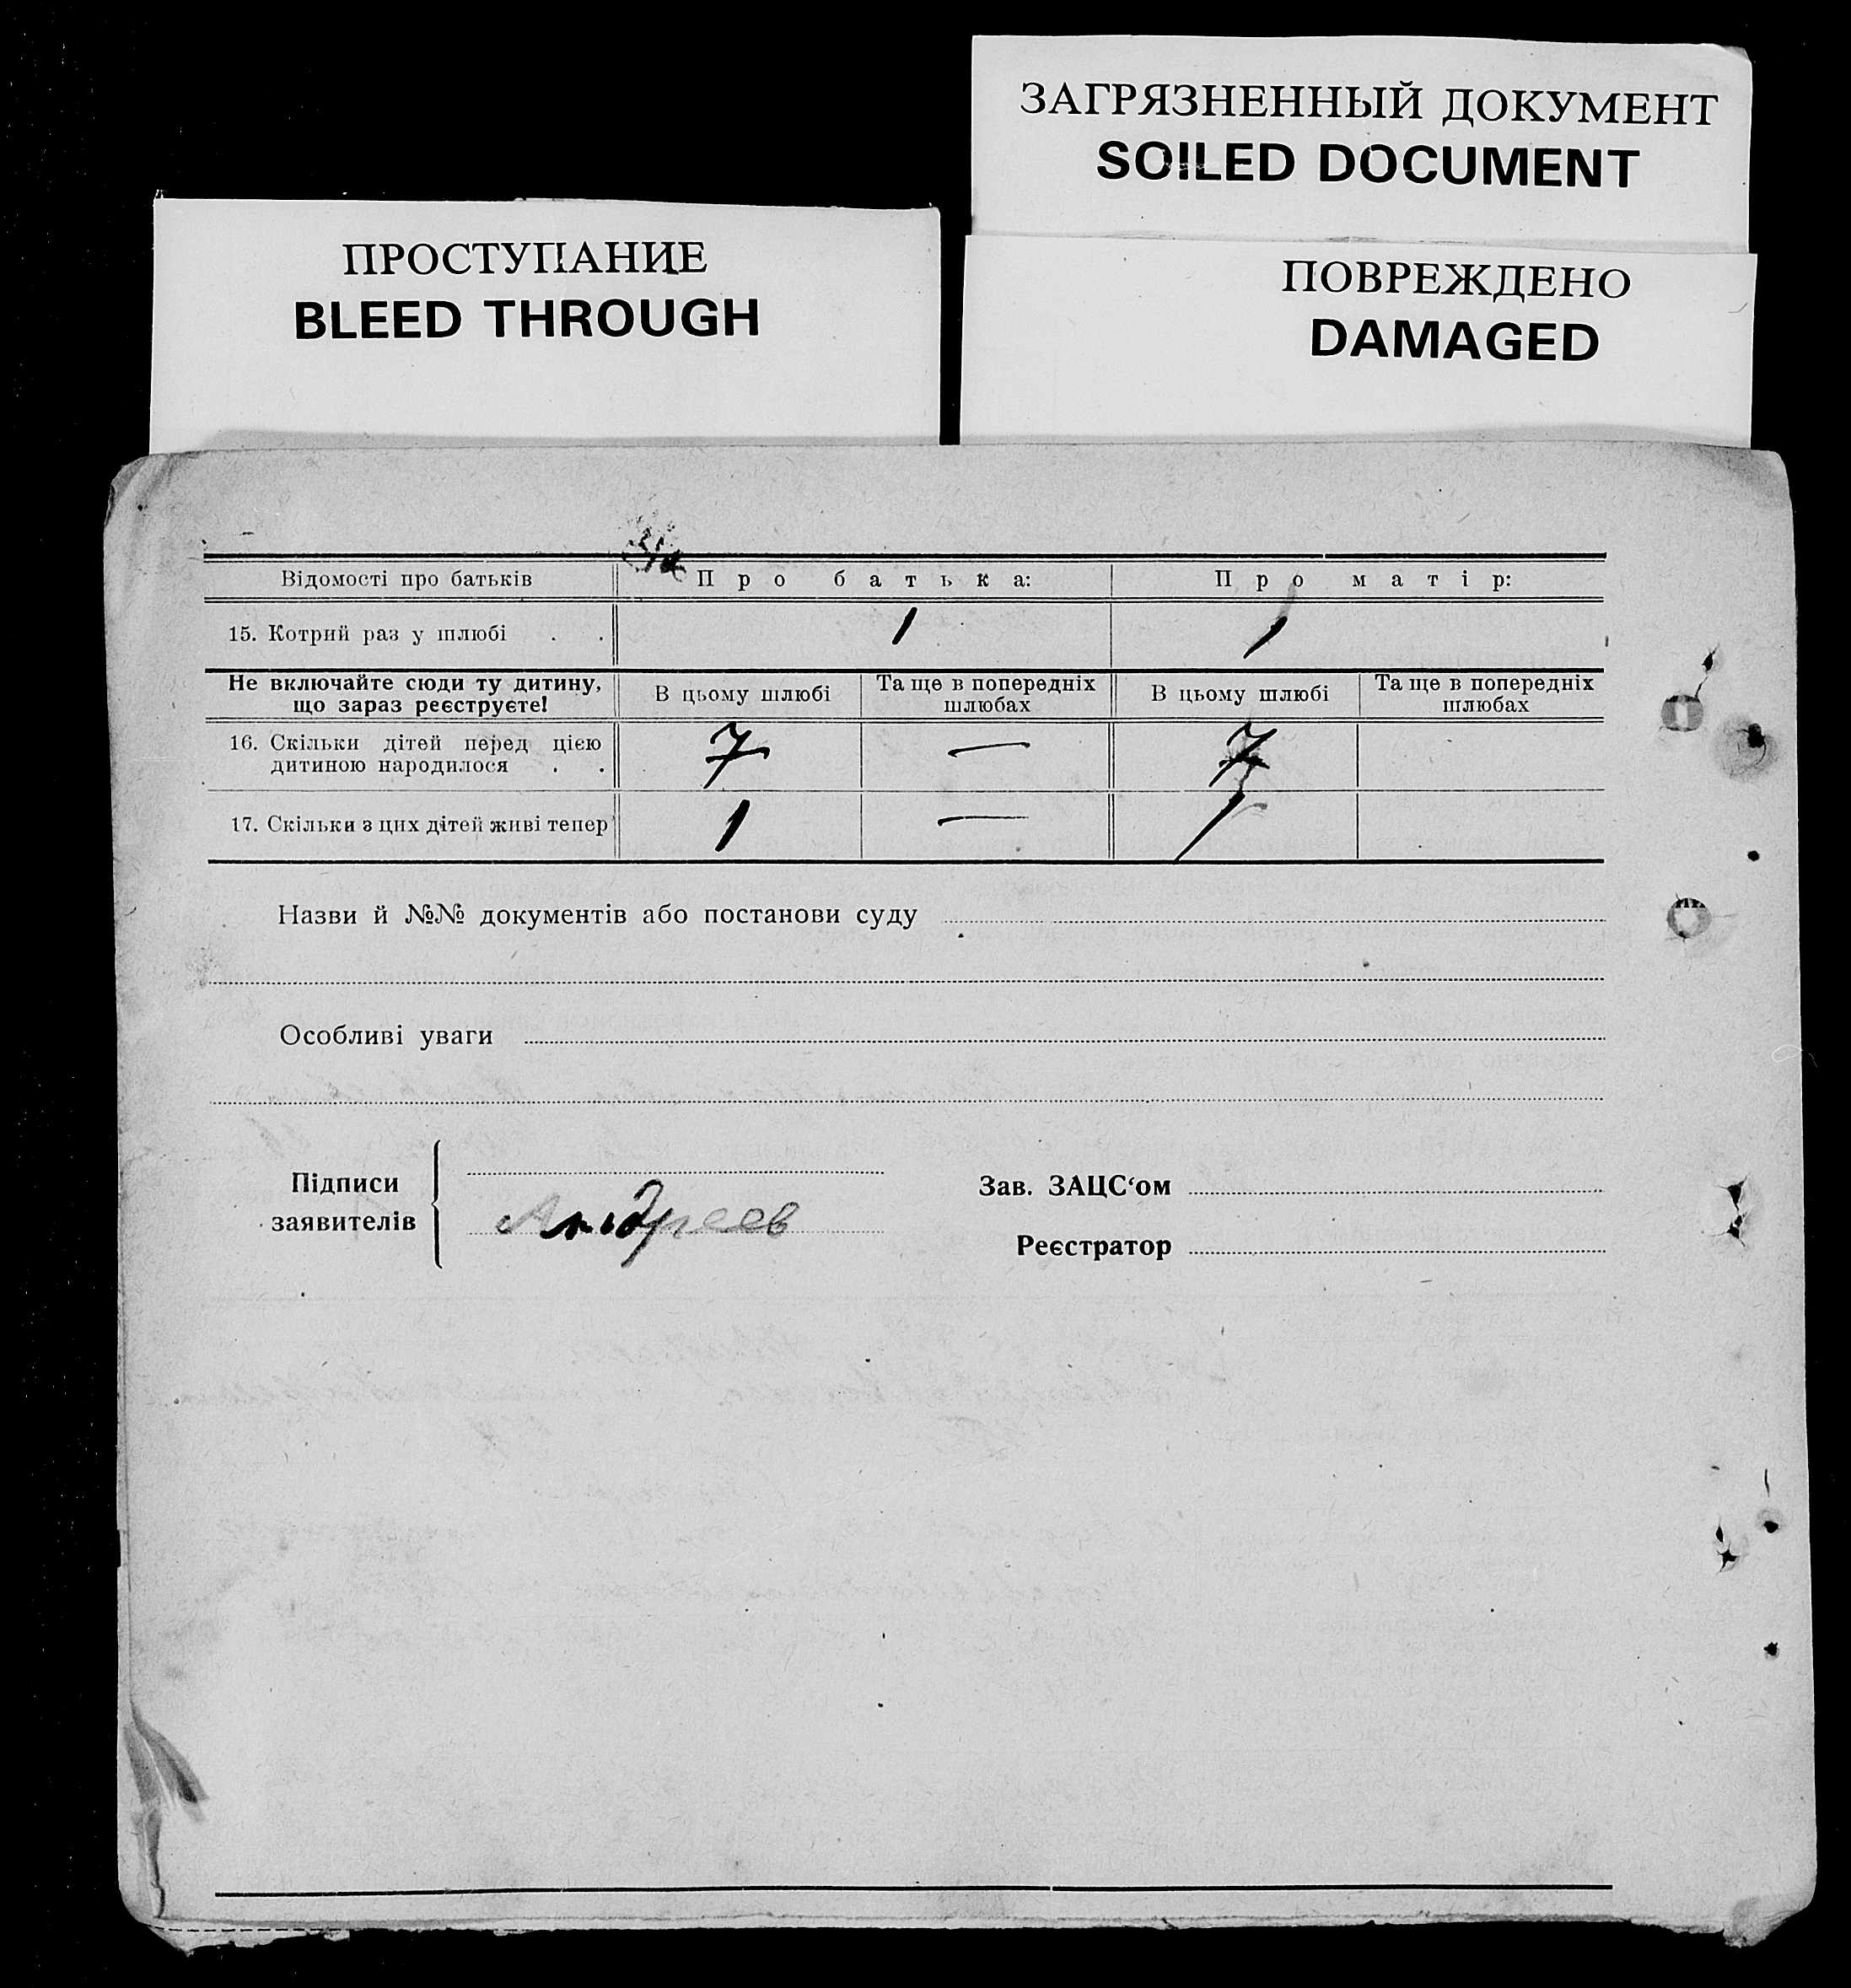 ЗАГРЯЗНЕННЫЙ ДОКУМЕНТ
SOILED DOCUMENT
ПРОСТУПАНИЕ
BLEED THROUGH
ПОВРЕЖДЕНО
DAMAGED
Відомості про батьків Про батька: Про матір:
15. Котрий раз у шлюбі . . 1 1
Не включайте сюди ту дитину, що зараз реєструєте! В цьому шлюбі Та ще в попередніх шлюбах В цьому шлюбі Та ще в попередніх шлюбах
16. Скільки дітей перед цією дитиною народилося . . 7 — 7
17. Скільки з цих дітей живі тепер 1 — 1
Назви й №№ документів або постанови суду
Особливі уваги
Підписи заявителів
Андреев
Зав. ЗАЦС‘ом
Реєстратор